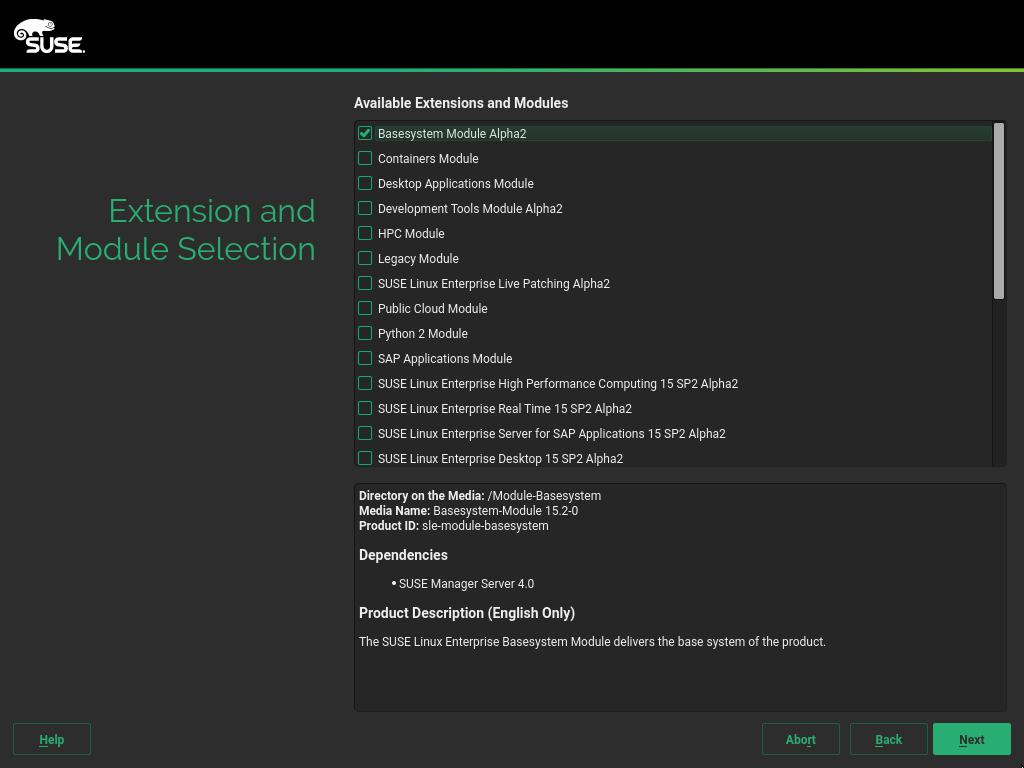 SUSE
Available Extensions and Modules
Basesystem Module Alpha2
Containers Module
Desktop Applications Module
Development Tools Module Alpha2
HPC Module
Legacy Module
SUSE Linux Enterprise Live Patching Alpha2
Public Cloud Module
Python 2 Module
SAP Applications Module
SUSE Linux Enterprise High Performance Computing 15 SP2 Alpha2
SUSE Linux Enterprise Real Time 15 SP2 Alpha2
SUSE Linux Enterprise Server for SAP Applications 15 SP2 Alpha2
SUSE Linux Enterprise Desktop 15 SP2 Alpha2
Extension and
Module Selection
Directory on the Media: /Module-Basesystem
Media Name: Basesystem-Module 15.2-0
Product ID: sle-module-basesystem
Dependencies
• SUSE Manager Server 4.0
Product Description (English Only)
The SUSE Linux Enterprise Basesystem Module delivers the base system of the product.
Help
Abort
Back
Next